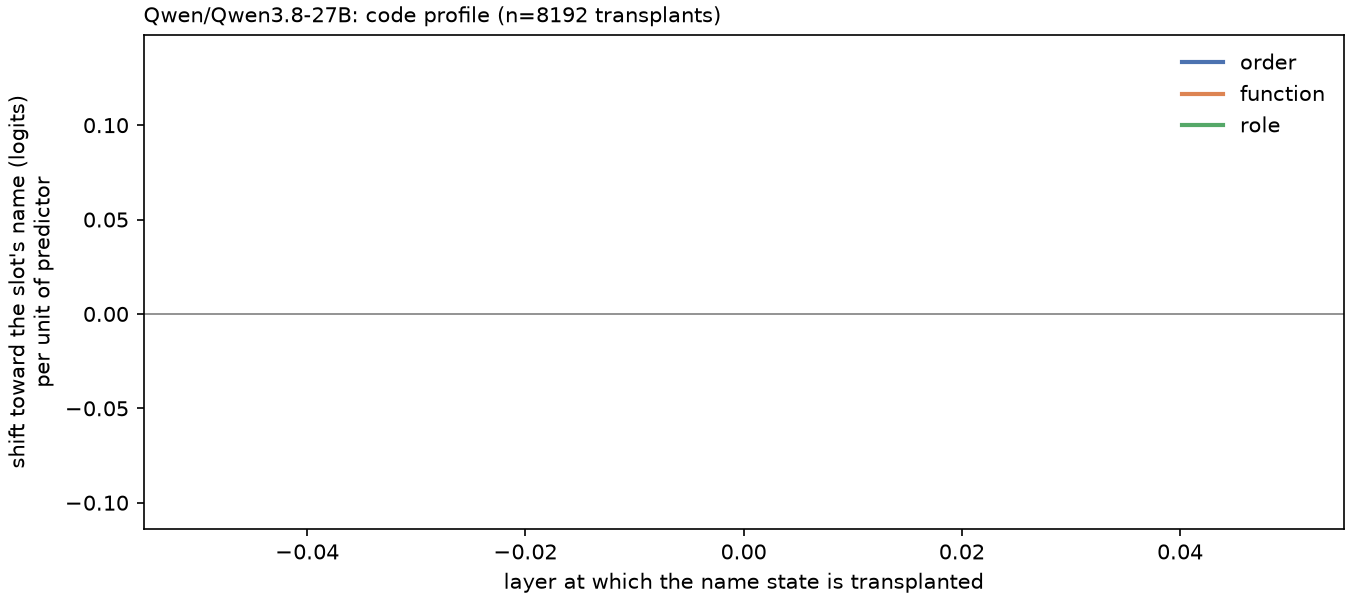 Qwen/Qwen3.8-27B: code profile (n=8192 transplants)
order
function
role
shift toward the slot's name (logits)
per unit of predictor
0.10
0.05
0.00
−0.05
−0.10
−0.04
−0.02
0.00
0.02
0.04
layer at which the name state is transplanted